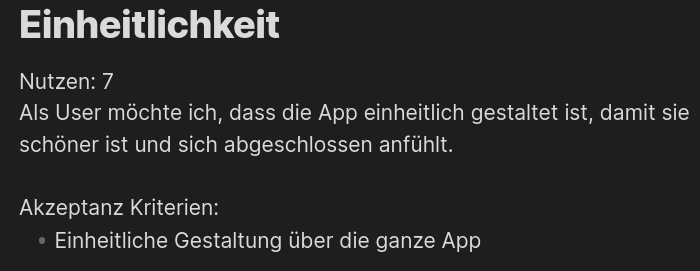 Einheitlichkeit
Nutzen: 7
Als User möchte ich, dass die App einheitlich gestaltet ist, damit sie
schöner ist und sich abgeschlossen anfühlt.
Akzeptanz Kriterien:
• Einheitliche Gestaltung über die ganze App